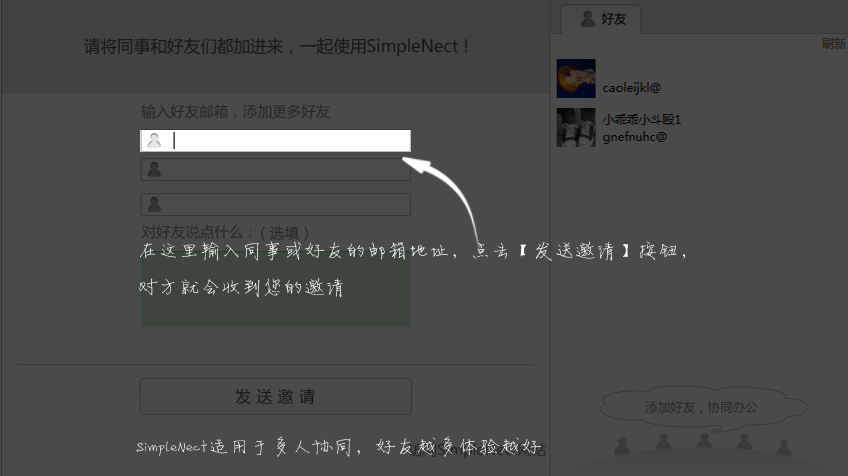 请将同事和好友们都加进来，一起使用SimpleNect！
好友
刷新
caoleijkl@
小乖乖小斗殴1
gnefnuhc@
输入好友邮箱，添加更多好友
对好友说点什么：( 选填 )
在这里输入同事或好友的邮箱地址，点击【发送邀请】按钮，
对方就会收到您的邀请
发 送 邀 请
添加好友，协同办公
SimpleNect适用于多人协同，好友越多体验越好